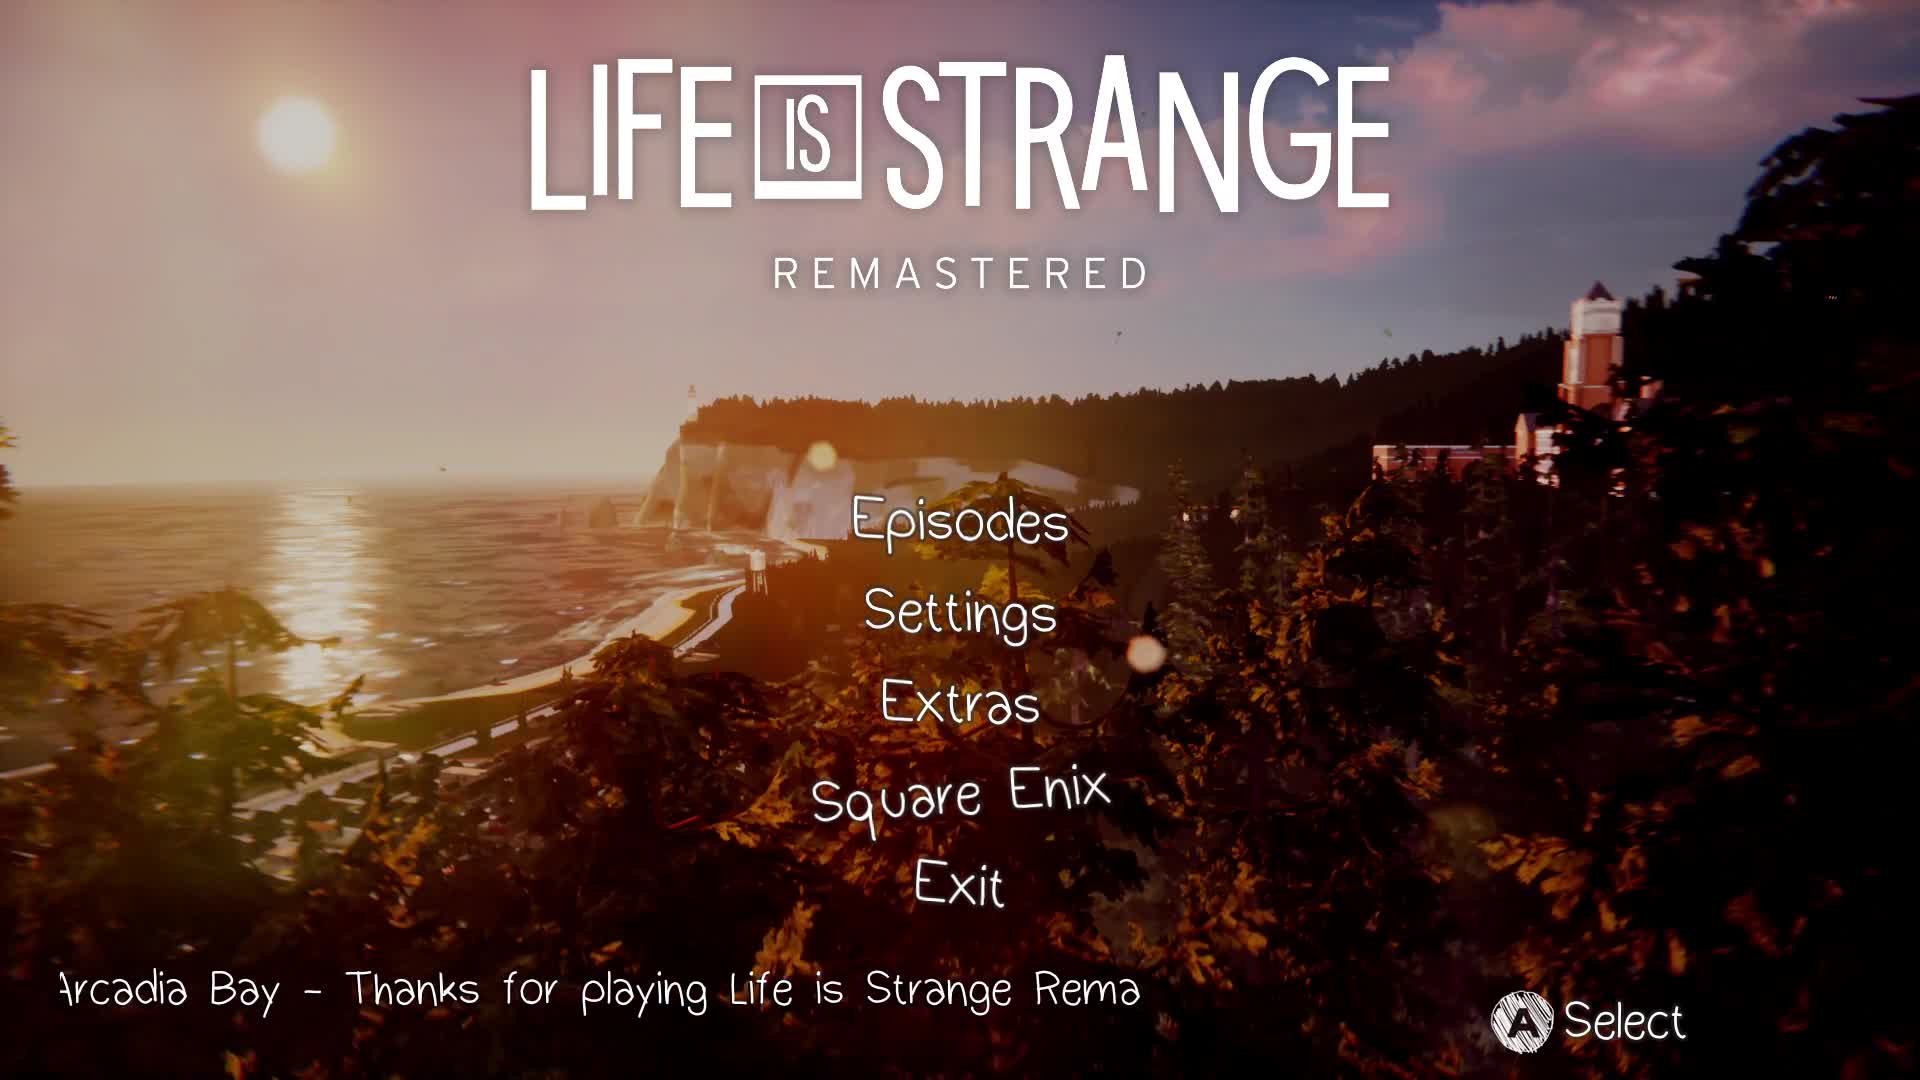 LIFE IS STRANGE
REMASTERED
Episodes
Settings
Extras
Square Enix
Exit
Arcadia Bay - Thanks for playing Life is Strange Rema
A Select